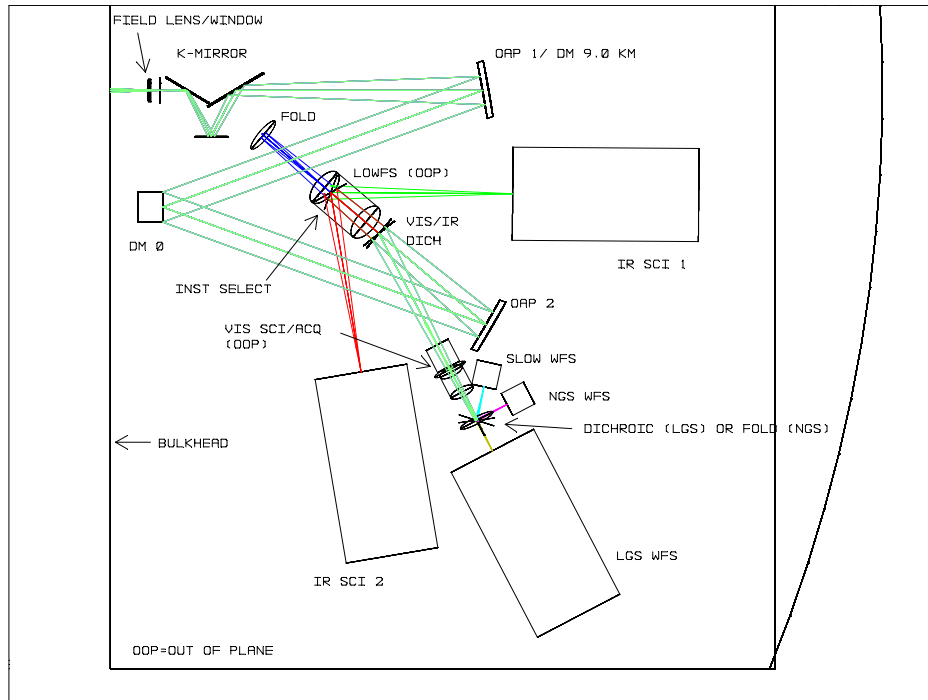 FIELD LENS/WINDOW
K-MIRROR
OAP 1/ DM 9.0 KM
FOLD
LOWFS (OOP)
VIS/IR
DICH
DM 0
IR SCI 1
INST SELECT
OAP 2
VIS SCI/ACQ
(OOP)
SLOW WFS
NGS WFS
DICHROIC (LGS) OR FOLD (NGS)
BULKHEAD
LGS WFS
IR SCI 2
OOP=OUT OF PLANE